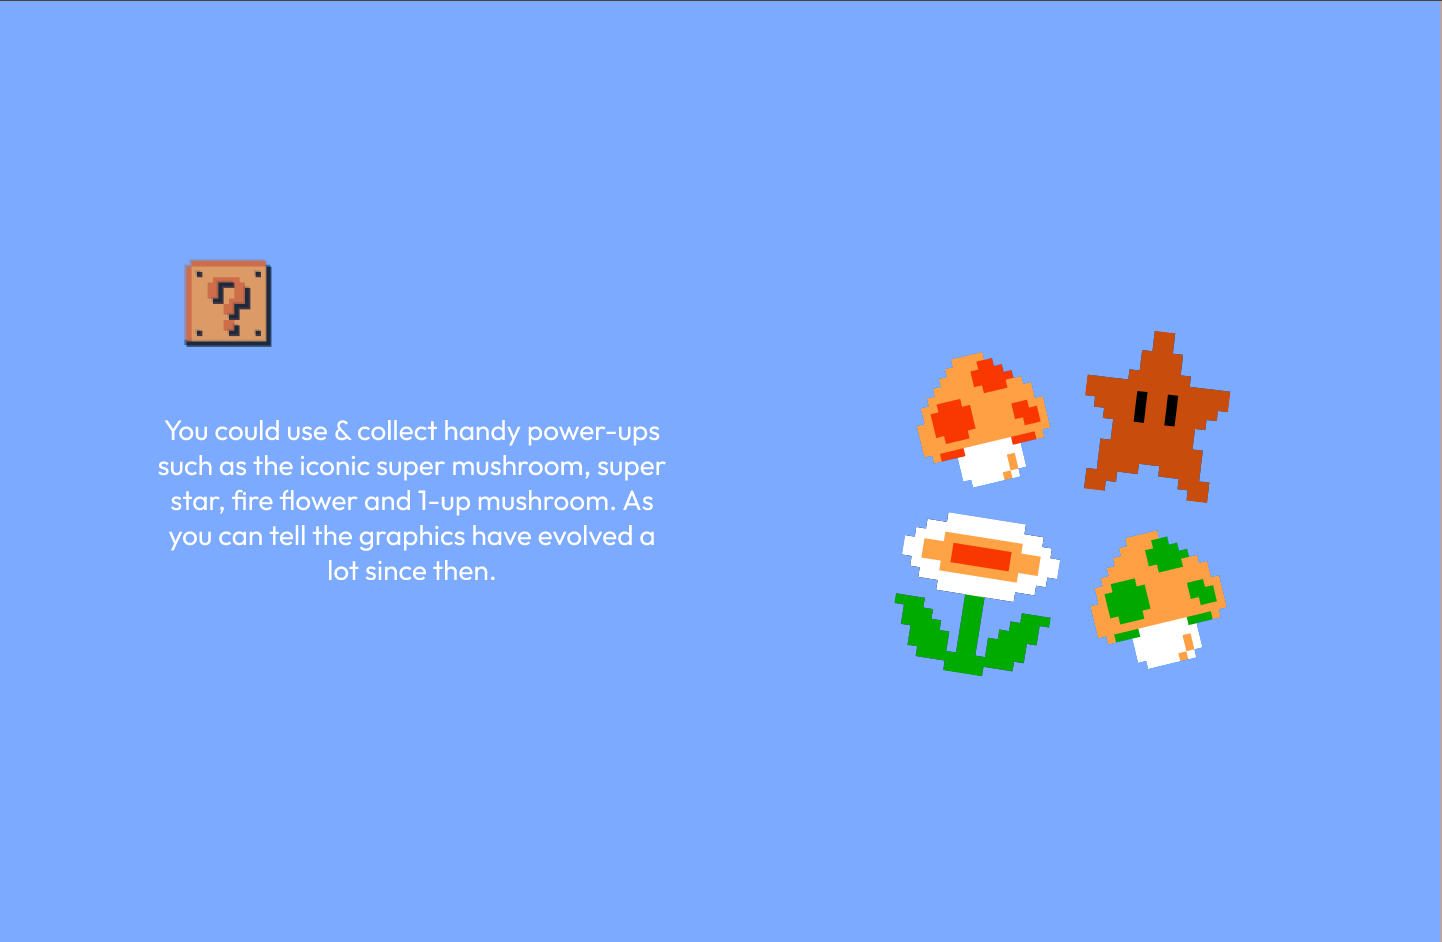 ?
You could use & collect handy power-ups
such as the iconic super mushroom, super
star, fire flower and 1-up mushroom. As
you can tell the graphics have evolved a
lot since then.